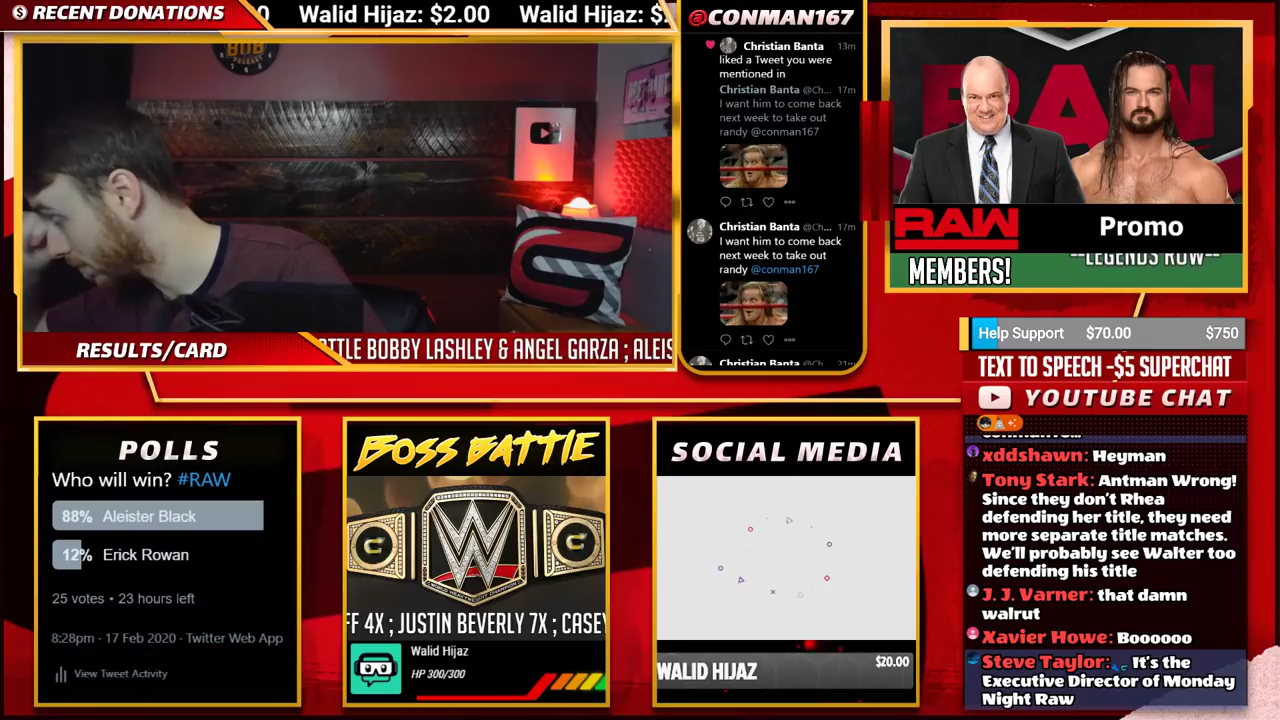 RECENT DONATIONS
Walid Hijaz: $2.00 Walid Hijaz:
@CONMAN167
Christian Banta 13m
liked a Tweet you were
mentioned in
Christian Banta @Ch... 17m
I want him to come back
next week to take out
randy @conman167
Christian Banta @Ch... 17m
I want him to come back
next week to take out
randy @conman167
Christian Banta
RAW
Promo
MEMBERS!
--LEGENDS ROW--
RESULTS/CARD
BOBBY LASHLEY & ANGEL GARZA ; ALEIS
Help Support $70.00 $750
TEXT TO SPEECH -$5 SUPERCHAT
YOUTUBE CHAT
xddshawn: Heyman
Tony Stark: Antman Wrong!
Since they don't Rhea
defending her title, they need
more separate title matches.
We'll probably see Walter too
defending his title
J. J. Varner: that damn
walrut
Xavier Howe: Boooooo
Steve Taylor: It's the
Executive Director of Monday
Night Raw
POLLS
Who will win? #RAW
88% Aleister Black
12% Erick Rowan
25 votes • 23 hours left
8:28pm · 17 Feb 2020 · Twitter Web App
View Tweet Activity
BOSS BATTLE
FF 4X ; JUSTIN BEVERLY 7X ; CASEY
Walid Hijaz
HP 300/300
SOCIAL MEDIA
WALID HIJAZ $20.00